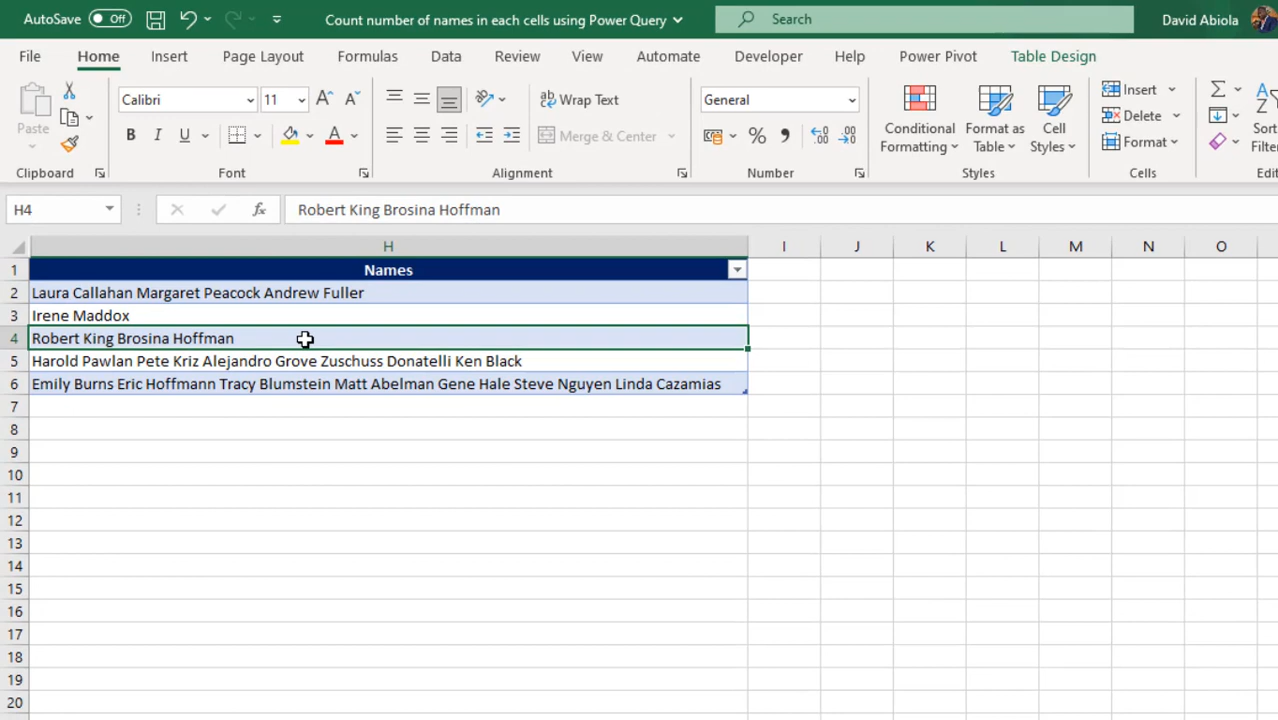 AutoSave Off Count number of names in each cells using Power Query Search David Abiola
File Home Insert Page Layout Formulas Data Review View Automate Developer Help Power Pivot Table Design
Paste Calibri 11 A A Wrap Text General Conditional Formatting Format as Table Cell Styles Insert Σ A Z
B I U A Merge & Center % Delete Sort
Format Filter
Clipboard Font Alignment Number Styles Cells Edi
H4 fx Robert King Brosina Hoffman
H I J K L M N O
1 Names
2 Laura Callahan Margaret Peacock Andrew Fuller
3 Irene Maddox
4 Robert King Brosina Hoffman
5 Harold Pawlan Pete Kriz Alejandro Grove Zuschuss Donatelli Ken Black
6 Emily Burns Eric Hoffmann Tracy Blumstein Matt Abelman Gene Hale Steve Nguyen Linda Cazamias
7
8
9
10
11
12
13
14
15
16
17
18
19
20